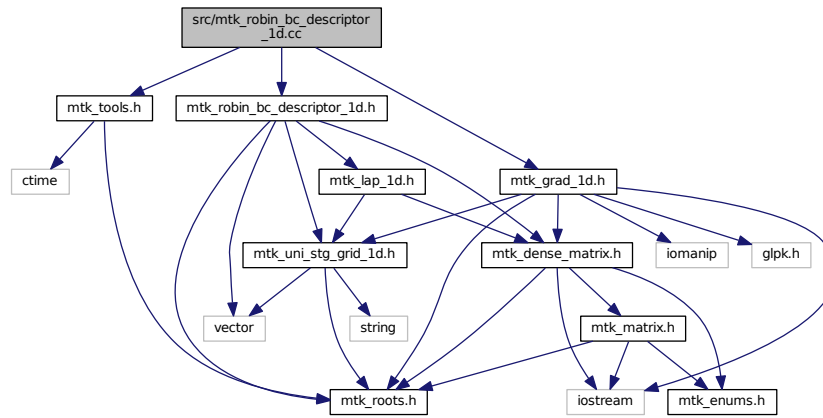 src/mtk_robin_bc_descriptor
_1d.cc
mtk_tools.h
mtk_robin_bc_descriptor_1d.h
ctime
mtk_lap_1d.h
mtk_grad_1d.h
mtk_uni_stg_grid_1d.h
mtk_dense_matrix.h
iomanip
glpk.h
vector
string
mtk_matrix.h
mtk_roots.h
iostream
mtk_enums.h